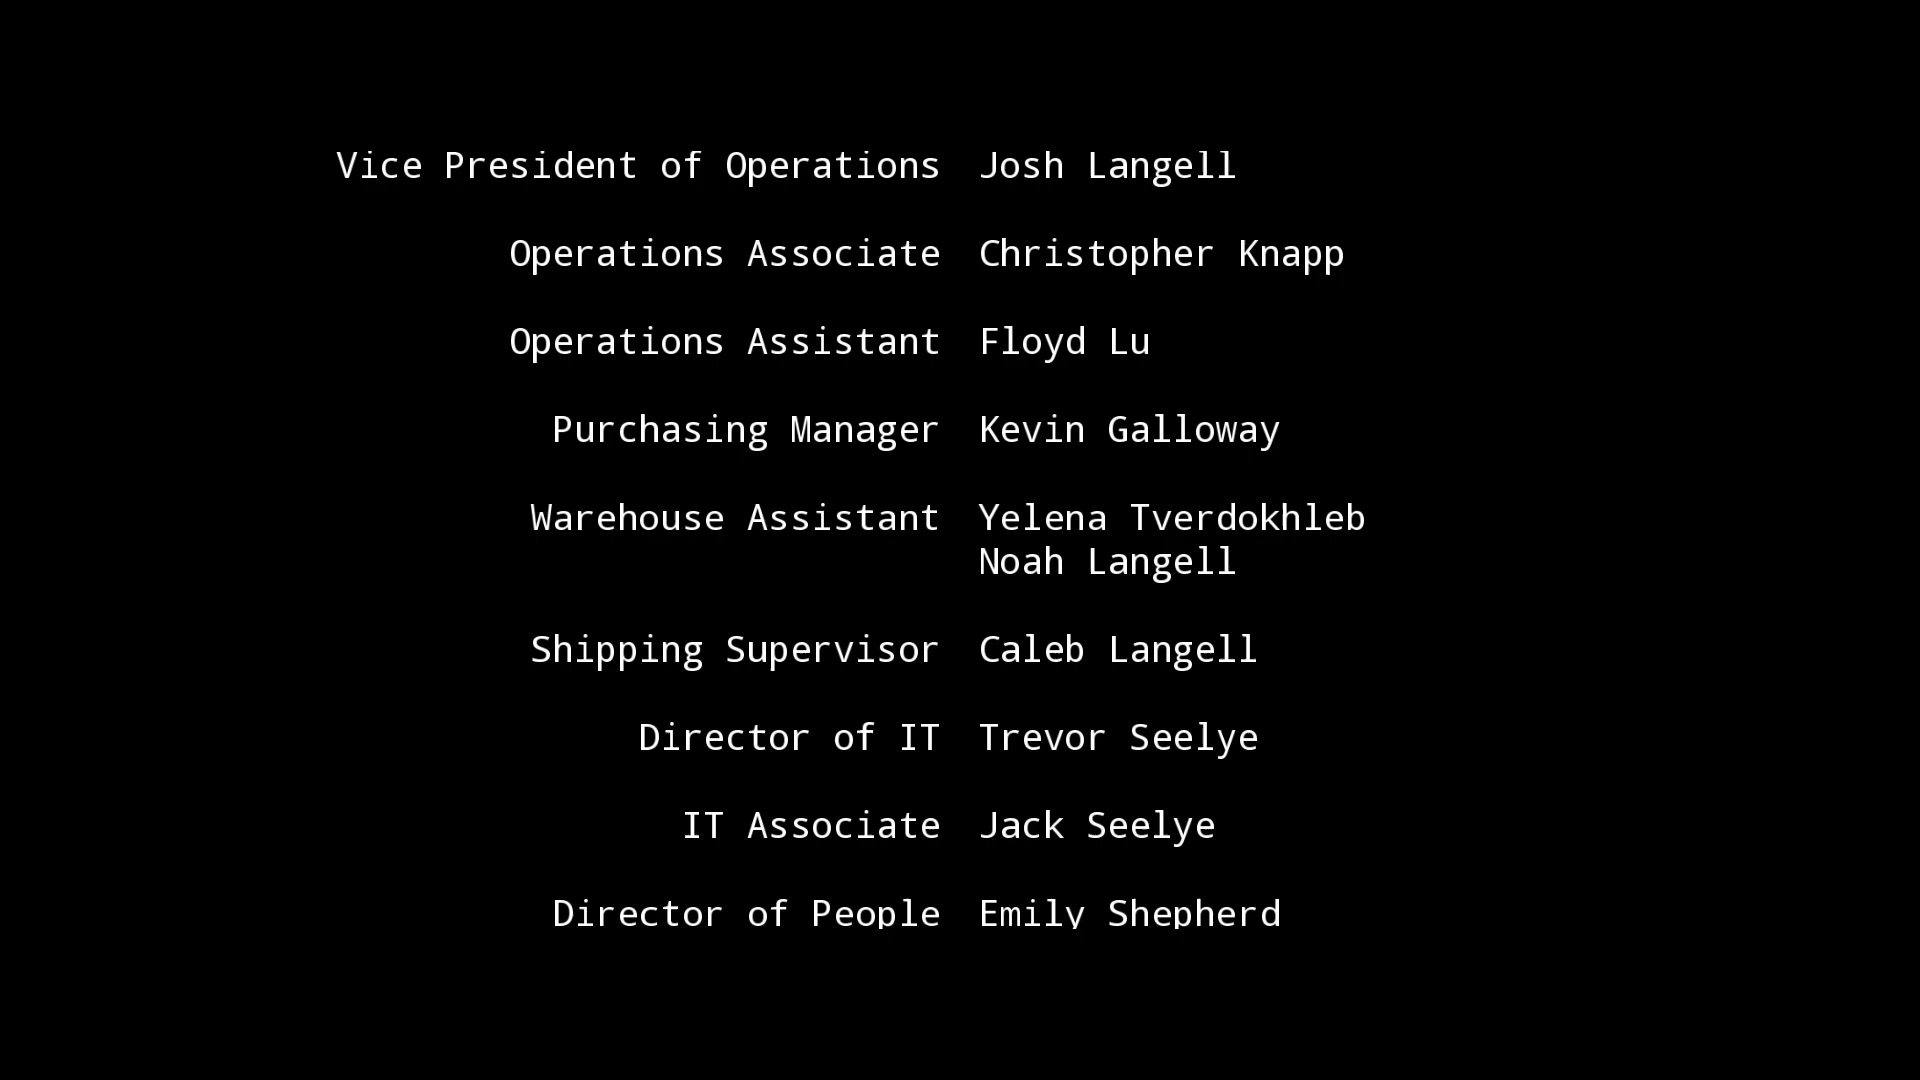 Vice President of Operations Josh Langell
Operations Associate Christopher Knapp
Operations Assistant Floyd Lu
Purchasing Manager Kevin Galloway
Warehouse Assistant Yelena Tverdokhleb
Noah Langell
Shipping Supervisor Caleb Langell
Director of IT Trevor Seelye
IT Associate Jack Seelye
Director of People Emily Shepherd